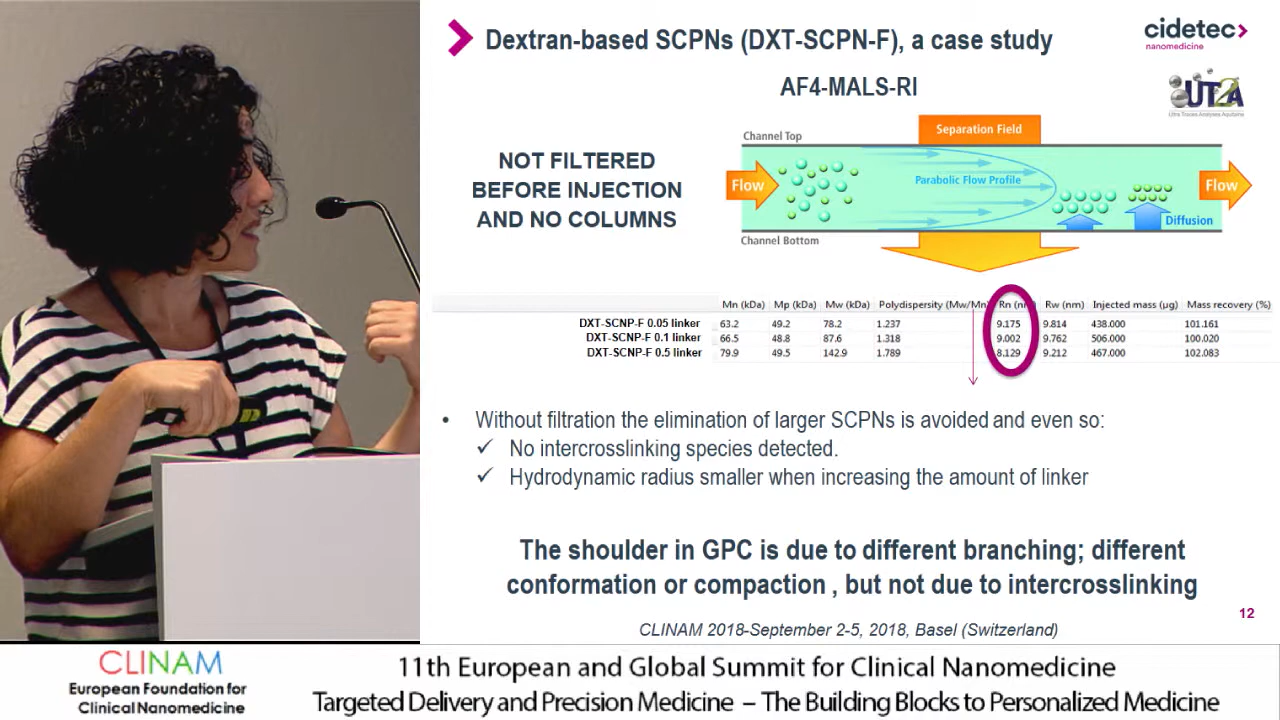 Dextran-based SCPNs (DXT-SCPN-F), a case study
cidetec>
nanomedicine
AF4-MALS-RI
UT2A
Ultra Traces Analyses Aquitaine
NOT FILTERED
BEFORE INJECTION
AND NO COLUMNS
Channel Top
Separation Field
Flow
Parabolic Flow Profile
Flow
Diffusion
Channel Bottom
Mn (kDa) Mp (kDa) Mw (kDa) Polydispersity (Mw/Mn) Rn (nm) Rw (nm) Injected mass (µg) Mass recovery (%)
DXT-SCNP-F 0.05 linker 63.2 49.2 78.2 1.237 9.175 9.814 438.000 101.161
DXT-SCNP-F 0.1 linker 66.5 48.8 87.6 1.318 9.002 9.762 506.000 100.020
DXT-SCNP-F 0.5 linker 79.9 49.5 142.9 1.789 8.129 9.212 467.000 102.083
• Without filtration the elimination of larger SCPNs is avoided and even so:
✓ No intercrosslinking species detected.
✓ Hydrodynamic radius smaller when increasing the amount of linker
The shoulder in GPC is due to different branching; different
conformation or compaction , but not due to intercrosslinking
12
CLINAM 2018-September 2-5, 2018, Basel (Switzerland)
CLINAM
European Foundation for
Clinical Nanomedicine
11th European and Global Summit for Clinical Nanomedicine
Targeted Delivery and Precision Medicine – The Building Blocks to Personalized Medicine